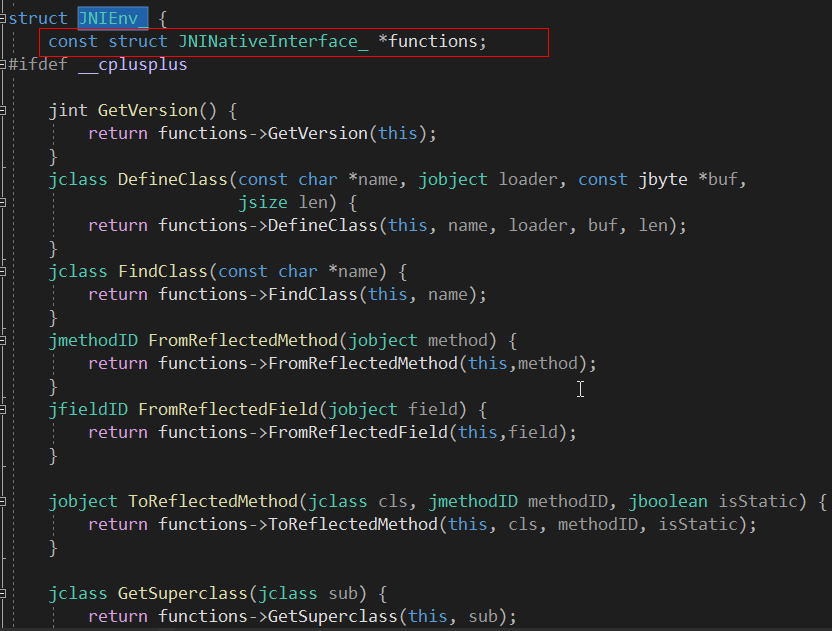 struct JNIEnv_ {
    const struct JNINativeInterface_ *functions;
#ifdef __cplusplus

    jint GetVersion() {
        return functions->GetVersion(this);
    }
    jclass DefineClass(const char *name, jobject loader, const jbyte *buf,
                       jsize len) {
        return functions->DefineClass(this, name, loader, buf, len);
    }
    jclass FindClass(const char *name) {
        return functions->FindClass(this, name);
    }
    jmethodID FromReflectedMethod(jobject method) {
        return functions->FromReflectedMethod(this,method);
    }
    jfieldID FromReflectedField(jobject field) {
        return functions->FromReflectedField(this,field);
    }

    jobject ToReflectedMethod(jclass cls, jmethodID methodID, jboolean isStatic) {
        return functions->ToReflectedMethod(this, cls, methodID, isStatic);
    }

    jclass GetSuperclass(jclass sub) {
        return functions->GetSuperclass(this, sub);